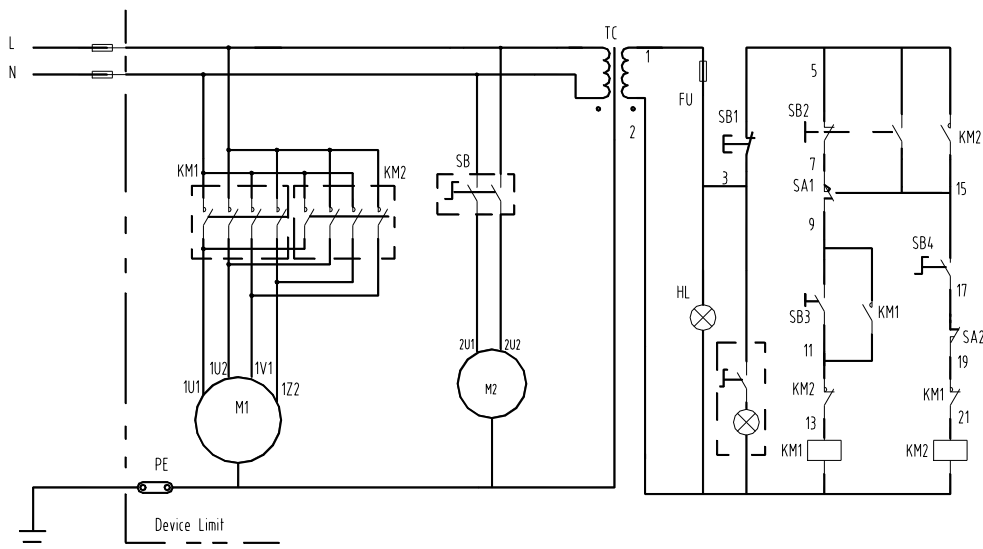 L
N
TC
1
2
FU
SB1
3
5
SB2
7
SA1
9
KM2
15
SB4
17
SA2
19
KM1
SB3
11
KM2
13
KM1
21
KM1
KM2
HL
KM1
KM2
SB
1U1
1U2
1V1
1Z2
M1
2U1
2U2
M2
PE
Device Limit